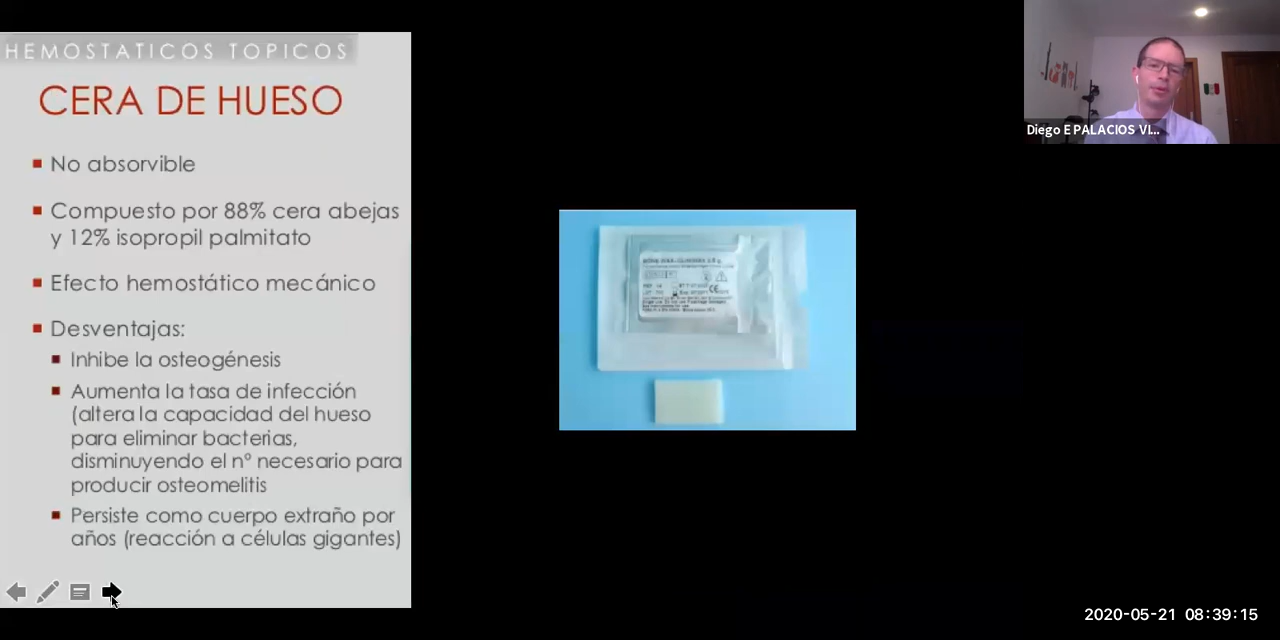 HEMOSTATICOS TOPICOS
CERA DE HUESO
No absorvible
Compuesto por 88% cera abejas
y 12% isopropil palmitato
Efecto hemostático mecánico
Desventajas:
Inhibe la osteogénesis
Aumenta la tasa de infección
(altera la capacidad del hueso
para eliminar bacterias,
disminuyendo el nº necesario para
producir osteomelitis
Persiste como cuerpo extraño por
años (reacción a células gigantes)
CE
Diego E PALACIOS VI...
2020-05-21 08:39:15